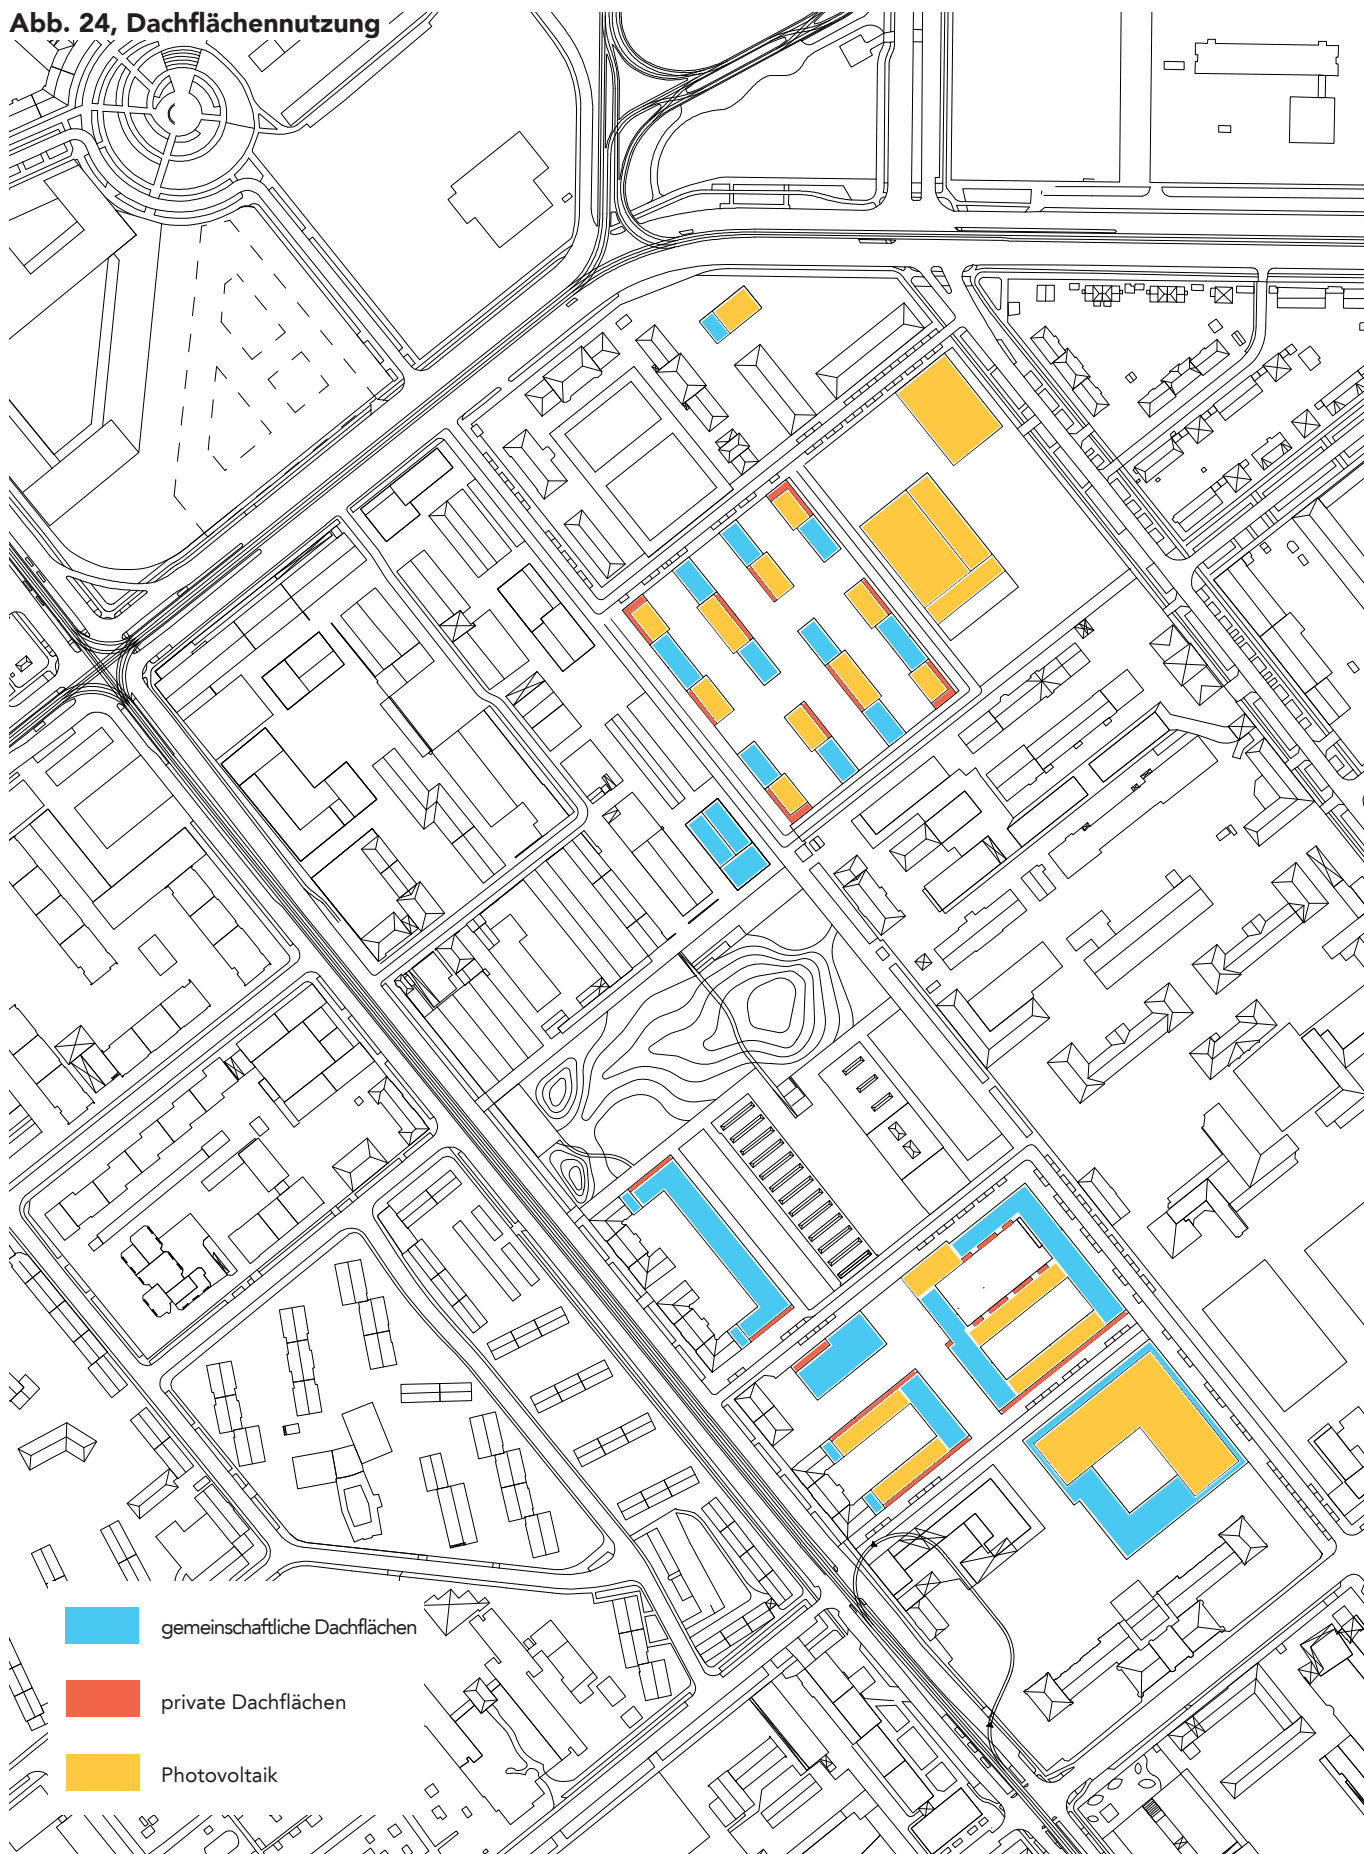 Abb. 24, Dachflächennutzung
gemeinschaftliche Dachflächen
private Dachflächen
Photovoltaik